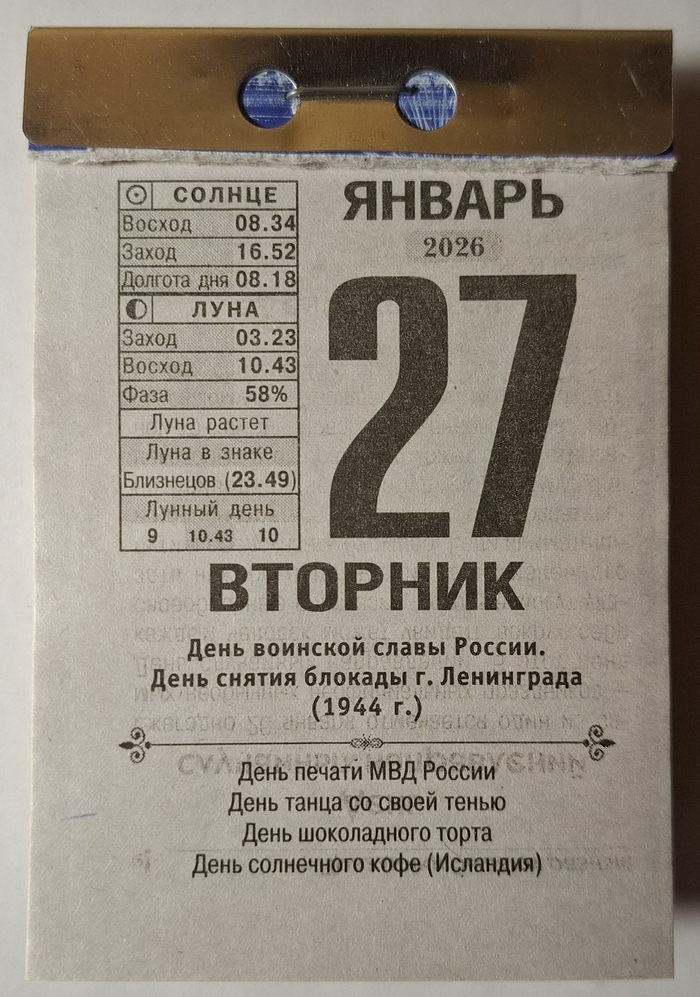 СОЛНЦЕ
Восход 08.34
Заход 16.52
Долгота дня 08.18
ЛУНА
Заход 03.23
Восход 10.43
Фаза 58%
Луна растет
Луна в знаке
Близнецов (23.49)
Лунный день
9 10.43 10
ЯНВАРЬ
2026
27
ВТОРНИК
День воинской славы России.
День снятия блокады г. Ленинграда
(1944 г.)
День печати МВД России
День танца со своей тенью
День шоколадного торта
День солнечного кофе (Исландия)